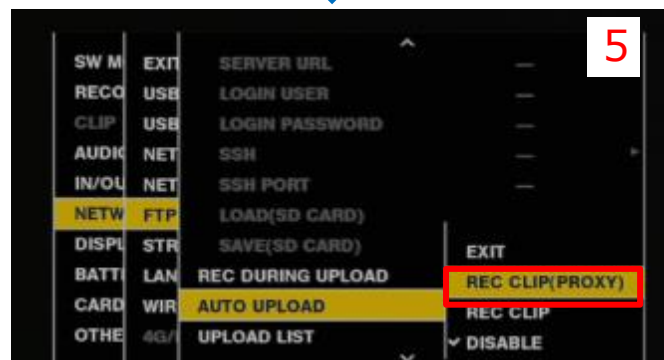 5
SW M EXIT SERVER URL —
RECO USB LOGIN USER —
CLIP USB LOGIN PASSWORD —
AUDIO NET SSH —
IN/OU NET SSH PORT —
NETW FTP LOAD(SD CARD)
DISPL STR SAVE(SD CARD) EXIT
BATT LAN REC DURING UPLOAD REC CLIP(PROXY)
CARD WIR AUTO UPLOAD REC CLIP
OTHE 4G/ UPLOAD LIST DISABLE